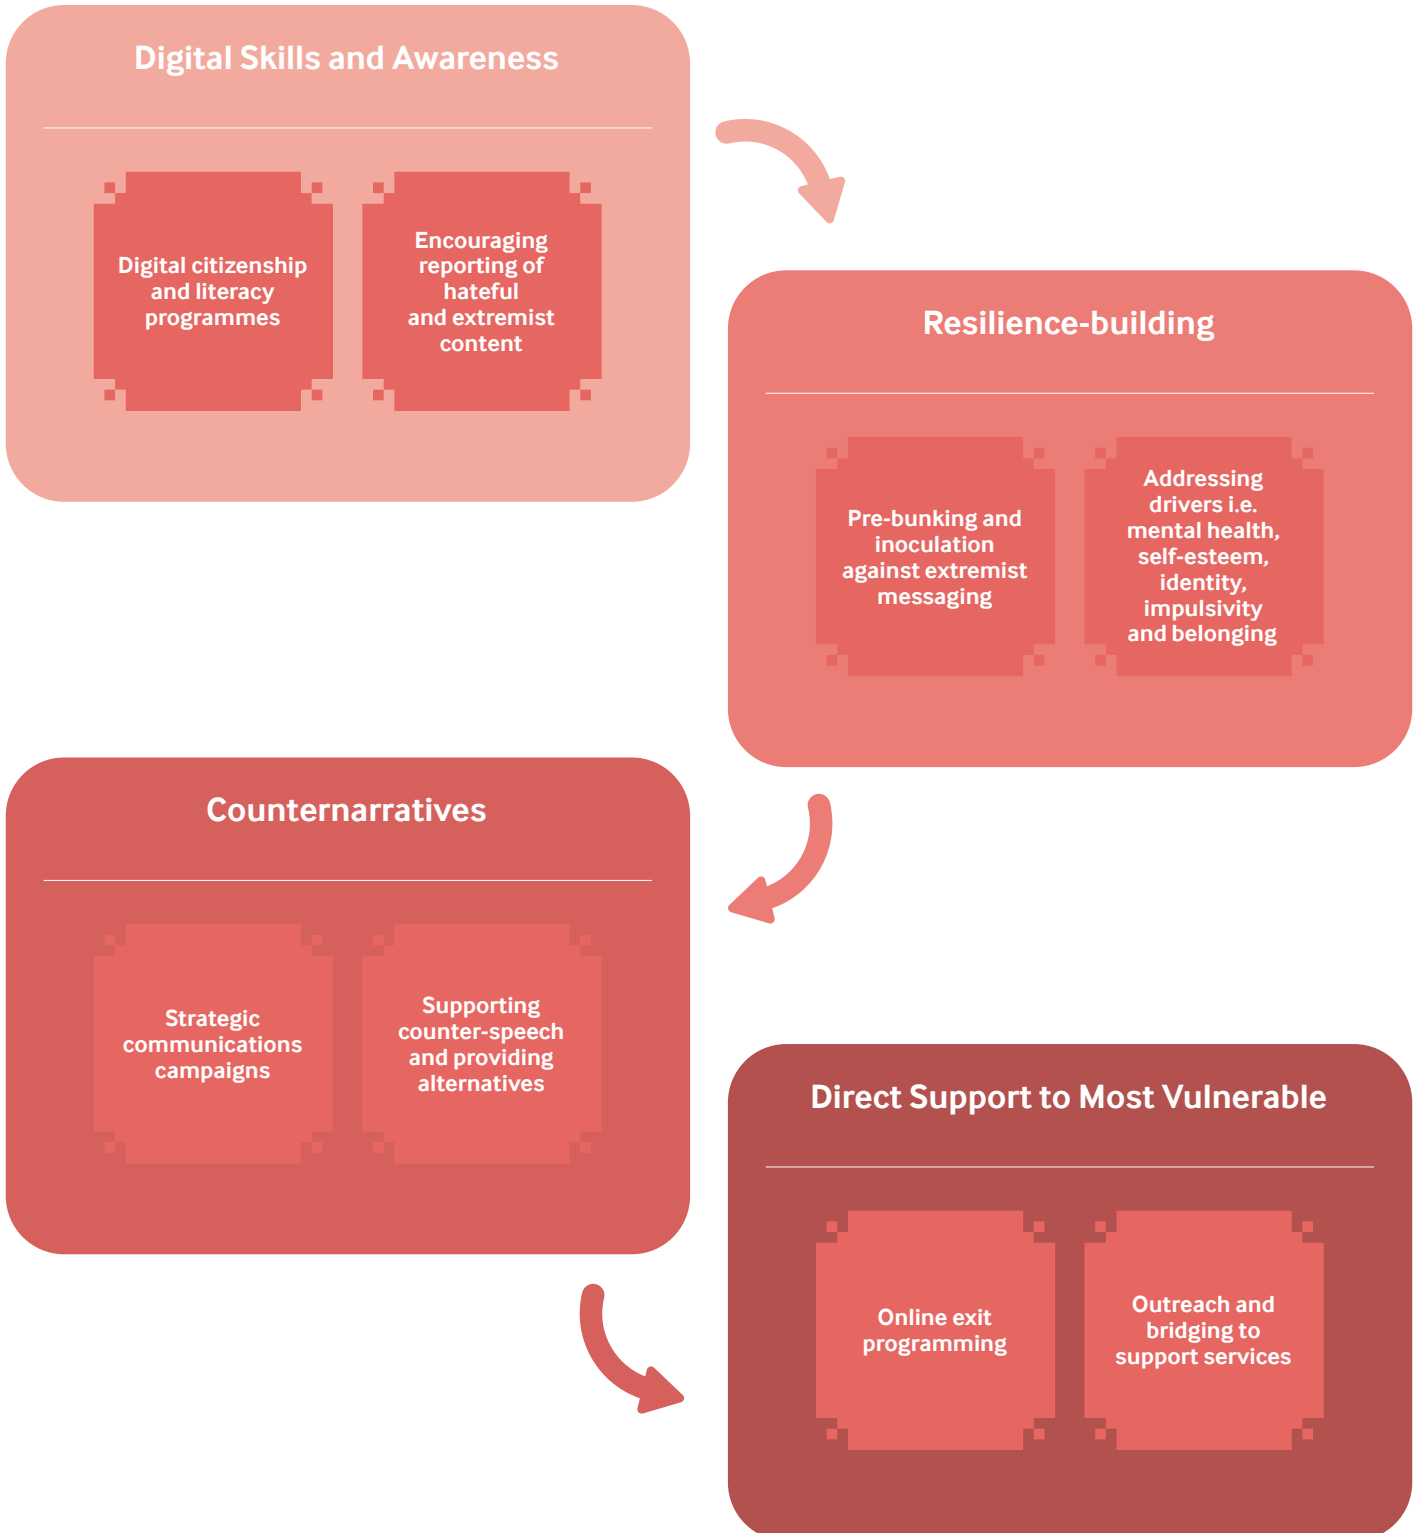 Digital Skills and Awareness
Digital citizenship
and literacy
programmes
Encouraging
reporting of
hateful
and extremist
content
Resilience-building
Pre-bunking and
inoculation
against extremist
messaging
Addressing
drivers i.e.
mental health,
self-esteem,
identity,
impulsivity
and belonging
Counternarratives
Strategic
communications
campaigns
Supporting
counter-speech
and providing
alternatives
Direct Support to Most Vulnerable
Online exit
programming
Outreach and
bridging to
support services